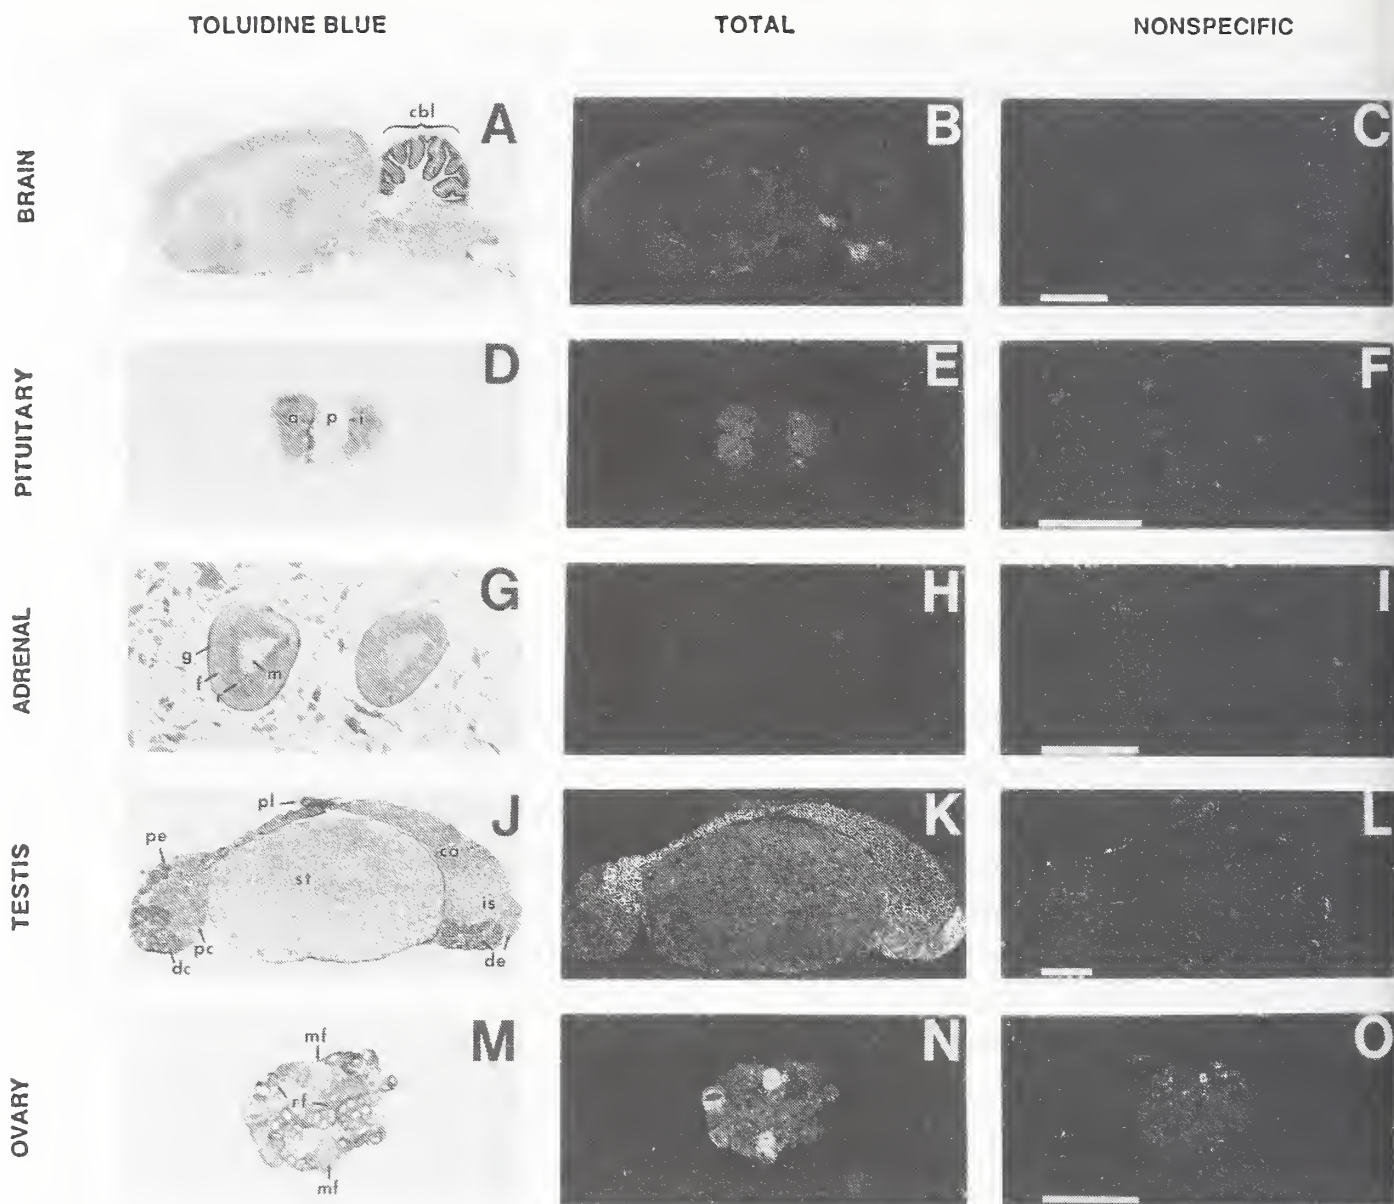 TOLUIDINE BLUE
TOTAL
NONSPECIFIC
BRAIN
cbl
A
B
C
PITUITARY
a
p
i
D
E
F
ADRENAL
g
f
r
m
G
H
I
TESTIS
pl
pe
st
co
is
pc
dc
de
J
K
L
OVARY
mf
rf
mf
M
N
O